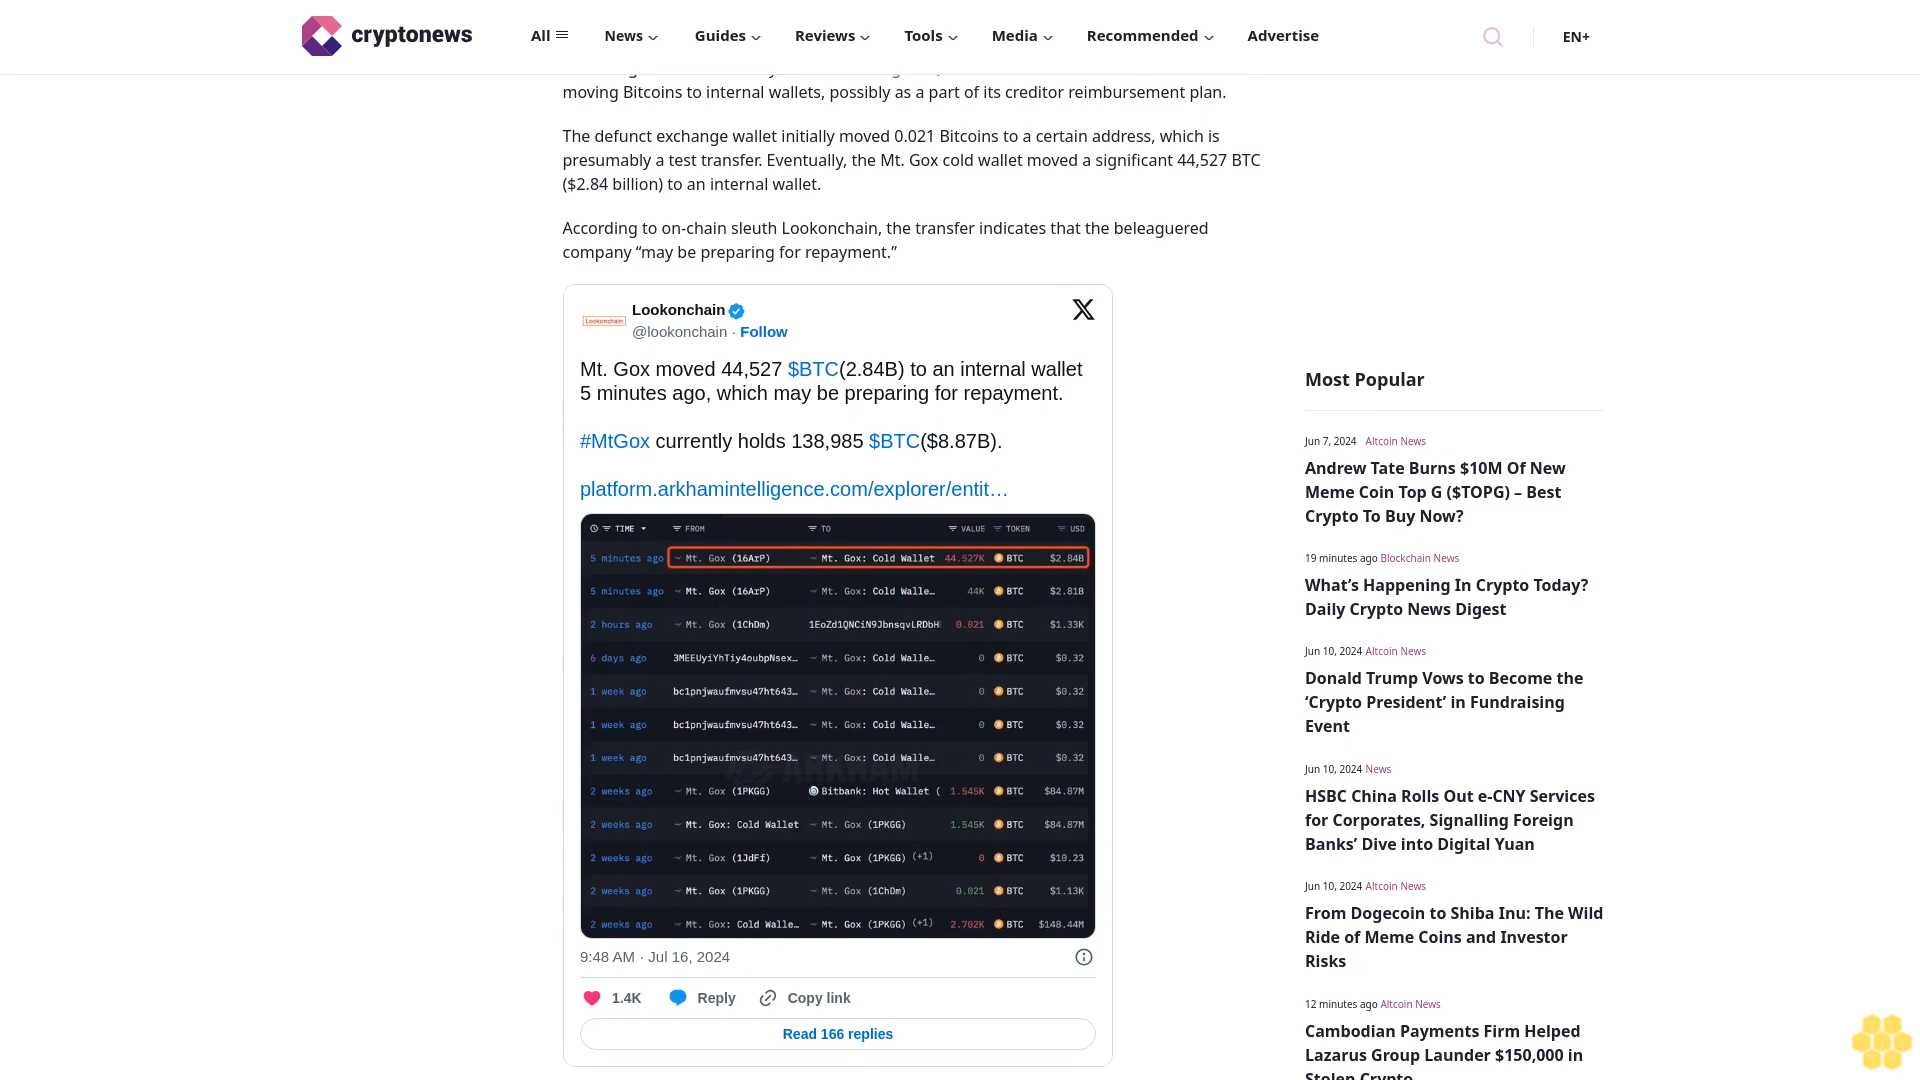 cryptonews
All
News
Guides
Reviews
Tools
Media
Recommended
Advertise
EN+
moving Bitcoins to internal wallets, possibly as a part of its creditor reimbursement plan.
The defunct exchange wallet initially moved 0.021 Bitcoins to a certain address, which is
presumably a test transfer. Eventually, the Mt. Gox cold wallet moved a significant 44,527 BTC
($2.84 billion) to an internal wallet.
According to on-chain sleuth Lookonchain, the transfer indicates that the beleaguered
company “may be preparing for repayment.”
Lookonchain
Lookonchain
@lookonchain · Follow
Mt. Gox moved 44,527 $BTC(2.84B) to an internal wallet
5 minutes ago, which may be preparing for repayment.
#MtGox currently holds 138,985 $BTC($8.87B).
platform.arkhamintelligence.com/explorer/entit…
TIME FROM TO VALUE TOKEN USD
5 minutes ago Mt. Gox (16ArP) Mt. Gox: Cold Wallet 44.527K BTC $2.84B
5 minutes ago Mt. Gox (16ArP) Mt. Gox: Cold Walle… 44K BTC $2.81B
2 hours ago Mt. Gox (1ChDm) 1EoZd1QNCiN9JbnsqvLRDbH 0.021 BTC $1.33K
6 days ago 3MEEUyiYhTiy4oubpNsex… Mt. Gox: Cold Walle… 0 BTC $0.32
1 week ago bc1pnjwaufmvsu47ht643… Mt. Gox: Cold Walle… 0 BTC $0.32
1 week ago bc1pnjwaufmvsu47ht643… Mt. Gox: Cold Walle… 0 BTC $0.32
1 week ago bc1pnjwaufmvsu47ht643… Mt. Gox: Cold Walle… 0 BTC $0.32
ARKHAM
2 weeks ago Mt. Gox (1PKGG) Bitbank: Hot Wallet ( 1.545K BTC $84.87M
2 weeks ago Mt. Gox: Cold Wallet Mt. Gox (1PKGG) 1.545K BTC $84.87M
2 weeks ago Mt. Gox (1JdFf) Mt. Gox (1PKGG) (+1) 0 BTC $10.23
2 weeks ago Mt. Gox (1PKGG) Mt. Gox (1ChDm) 0.021 BTC $1.13K
2 weeks ago Mt. Gox: Cold Walle… Mt. Gox (1PKGG) (+1) 2.702K BTC $148.44M
9:48 AM · Jul 16, 2024
1.4K Reply Copy link
Read 166 replies
Most Popular
Jun 7, 2024 Altcoin News
Andrew Tate Burns $10M Of New
Meme Coin Top G ($TOPG) – Best
Crypto To Buy Now?
19 minutes ago Blockchain News
What’s Happening In Crypto Today?
Daily Crypto News Digest
Jun 10, 2024 Altcoin News
Donald Trump Vows to Become the
‘Crypto President’ in Fundraising
Event
Jun 10, 2024 News
HSBC China Rolls Out e-CNY Services
for Corporates, Signalling Foreign
Banks’ Dive into Digital Yuan
Jun 10, 2024 Altcoin News
From Dogecoin to Shiba Inu: The Wild
Ride of Meme Coins and Investor
Risks
12 minutes ago Altcoin News
Cambodian Payments Firm Helped
Lazarus Group Launder $150,000 in
Stolen Crypto